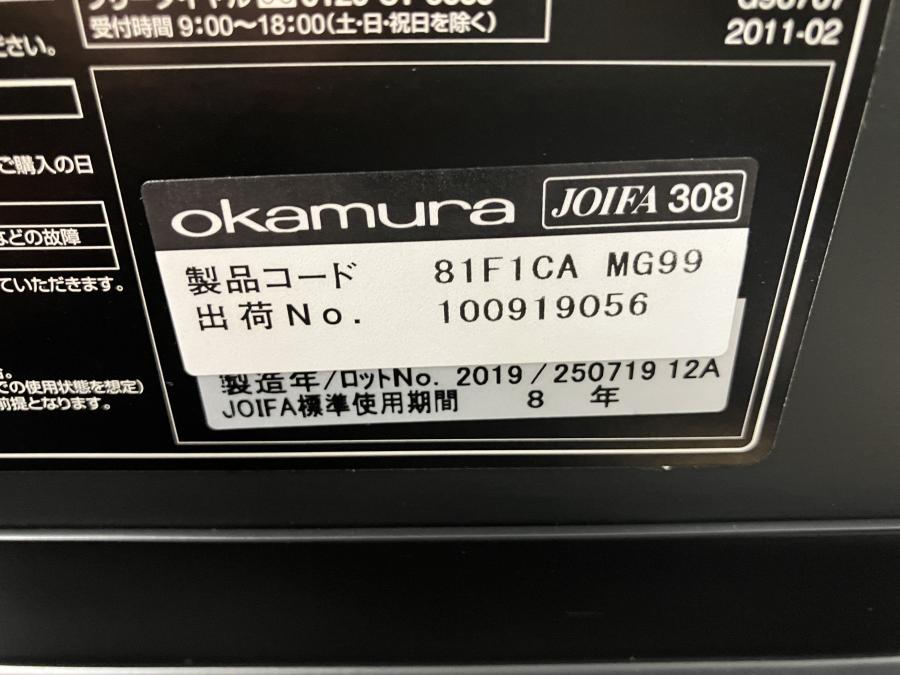 受付時間 9:00～18:00(土・日・祝日を除く)
2011-02
ださい。
ご購入の日
などの故障
ていただきます。
での使用状態を想定)
前提となります。
okamura JOIFA 308
製品コード 81F1CA MG99
出荷No. 100919056
製造年/ロットNo. 2019/250719 12A
JOIFA標準使用期間 8 年